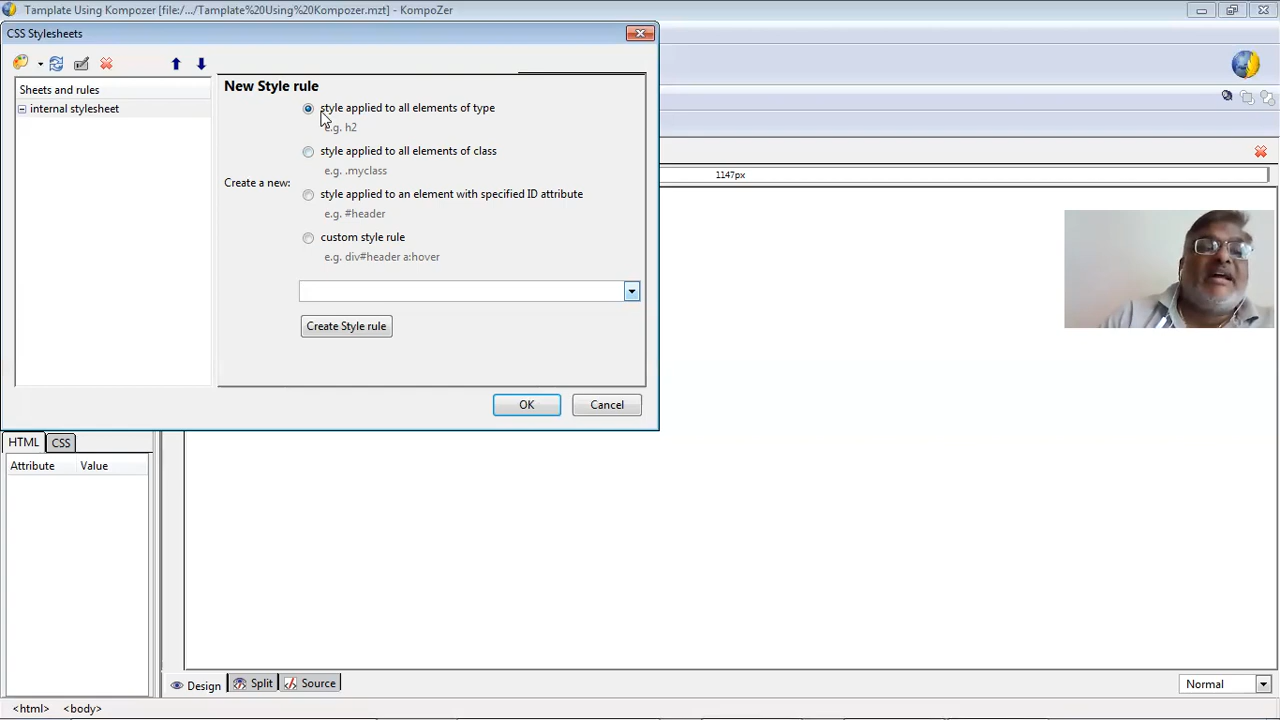 Tamplate Using Kompozer [file:/.../Tamplate%20Using%20Kompozer.mzt] - KompoZer
CSS Stylesheets
Sheets and rules
internal stylesheet
New Style rule
style applied to all elements of type
e.g. h2
style applied to all elements of class
e.g. .myclass
Create a new:
style applied to an element with specified ID attribute
e.g. #header
custom style rule
e.g. div#header a:hover
Create Style rule
OK Cancel
1147px
HTML CSS
Attribute Value
Design Split Source Normal
<html> <body>